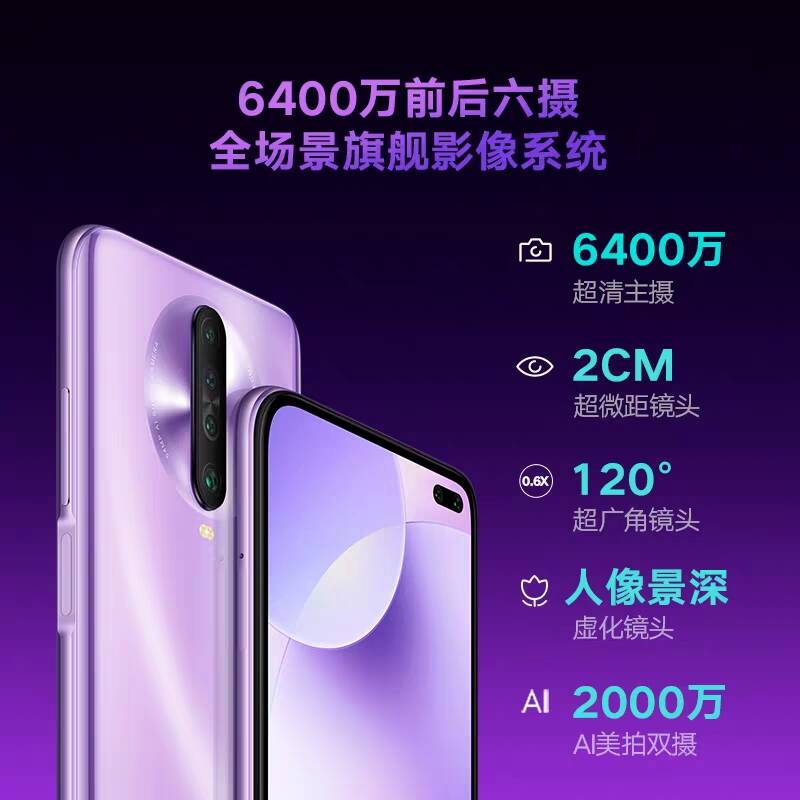 6400万前后六摄
全场景旗舰影像系统
6400万
超清主摄
2CM
超微距镜头
0.6X
120°
超广角镜头
人像景深
虚化镜头
AI
2000万
AI美拍双摄